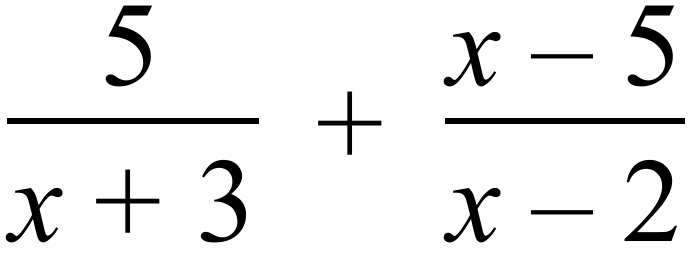 5/(x + 3) + (x − 5)/(x − 2)